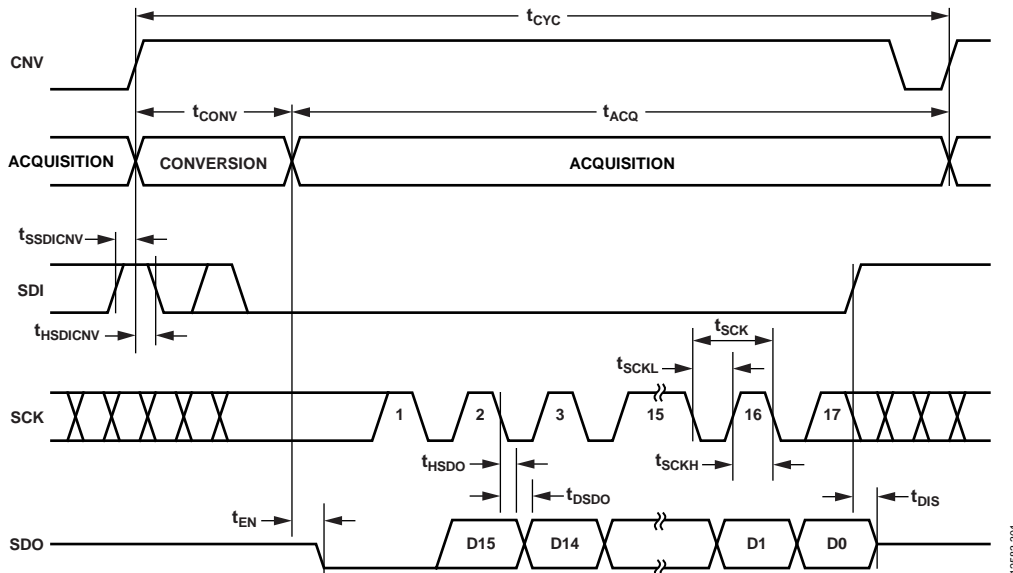 tCYC
CNV
tCONV
tACQ
ACQUISITION
CONVERSION
ACQUISITION
tSSDICNV
SDI
tHSDICNV
tSCK
tSCKL
SCK
1
2
3
15
16
17
tHSDO
tSCKH
tDSDO
tDIS
tEN
SDO
D15
D14
D1
D0